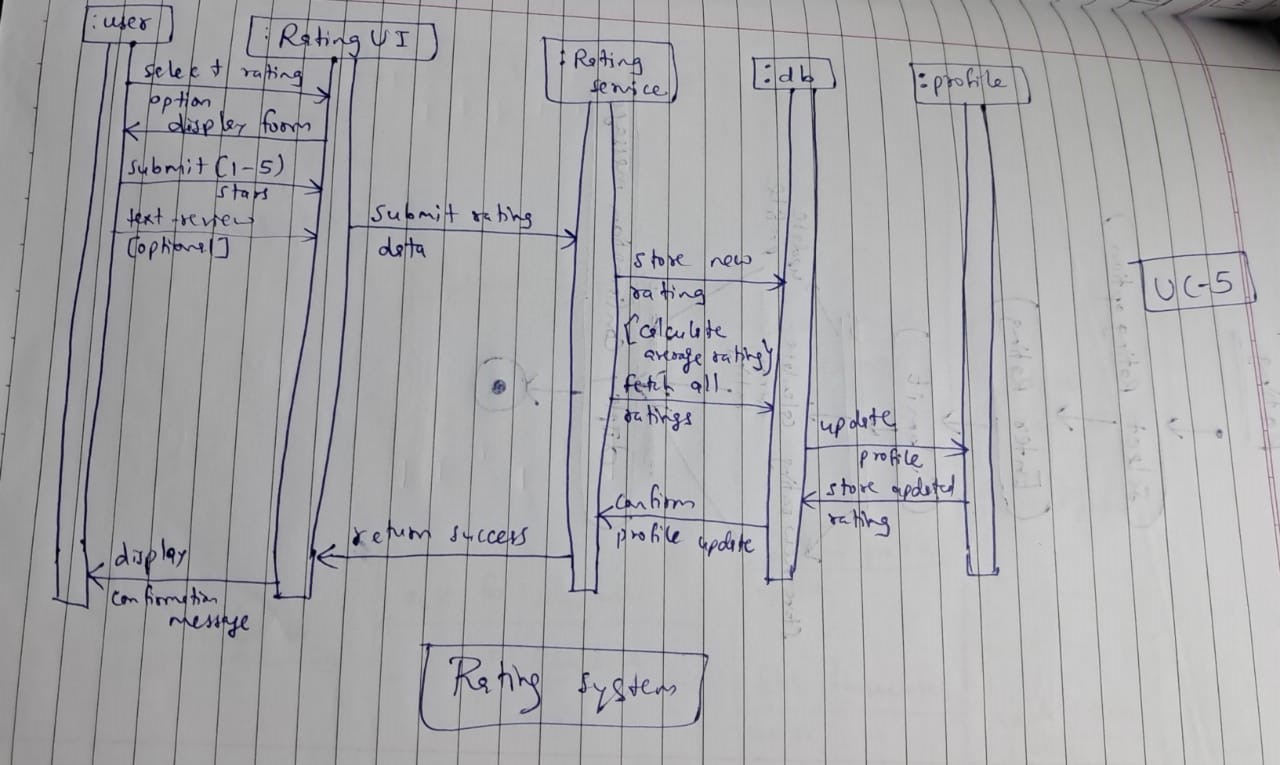 :user
:Rating UI
:Rating
service
:db
:profile
select rating
option
display form
submit (1-5)
stars
text review
[optional]
submit rating
data
store new
rating
{calculate
average rating}
fetch all
ratings
update
profile
store updated
rating
confirm
profile update
return success
display
confirmation
message
UC-5
Rating system